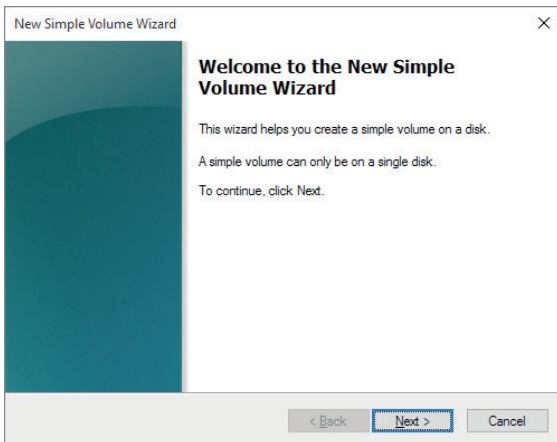 New Simple Volume Wizard
Welcome to the New Simple
Volume Wizard
This wizard helps you create a simple volume on a disk.
A simple volume can only be on a single disk.
To continue, click Next.
< Back
Next >
Cancel